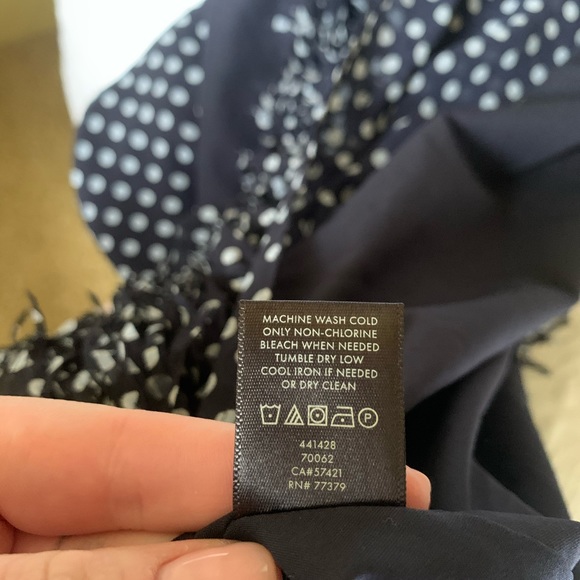 MACHINE WASH COLD
ONLY NON-CHLORINE
BLEACH WHEN NEEDED
TUMBLE DRY LOW
COOL IRON IF NEEDED
OR DRY CLEAN
P
441428
70062
CA#57421
RN# 77379